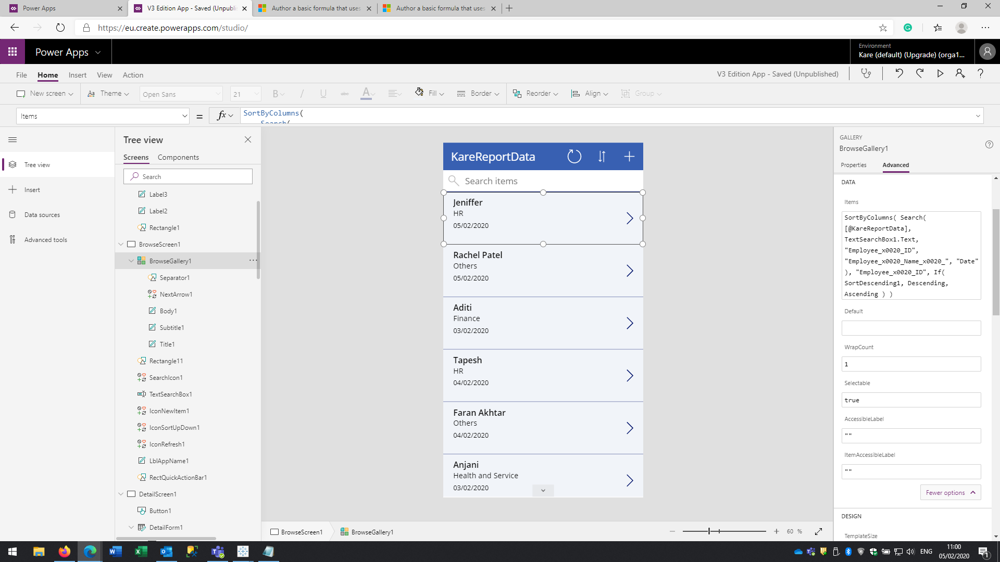 Power Apps
V3 Edition App - Saved (Unpubli
Author a basic formula that uses
Author a basic formula that uses
https://eu.create.powerapps.com/studio/
Power Apps
Environment
Kare (default) (Upgrade) (orga1...
File
Home
Insert
View
Action
V3 Edition App - Saved (Unpublished)
New screen
Theme
Open Sans
21
B
I
U
abc
A
Fill
Border
Reorder
Align
Group
Items
=
fx
SortByColumns(
Search(
Tree view
Screens
Components
Search
Tree view
Insert
Data sources
Advanced tools
Label3
Label2
Rectangle1
BrowseScreen1
BrowseGallery1
Separator1
NextArrow1
Body1
Subtitle1
Title1
Rectangle11
SearchIcon1
TextSearchBox1
IconNewItem1
IconSortUpDown1
IconRefresh1
LblAppName1
RectQuickActionBar1
DetailScreen1
Button1
DetailForm1
KareReportData
Search items
Jeniffer
HR
05/02/2020
Rachel Patel
Others
05/02/2020
Aditi
Finance
03/02/2020
Tapesh
HR
04/02/2020
Faran Akhtar
Others
04/02/2020
Anjani
Health and Service
03/02/2020
BrowseScreen1
BrowseGallery1
60 %
GALLERY
BrowseGallery1
Properties
Advanced
DATA
Items
SortByColumns( Search(
[@KareReportData],
TextSearchBox1.Text,
"Employee_x0020_ID",
"Employee_x0020_Name_x0020_", "Date"
), "Employee_x0020_ID", If(
SortDescending1, Descending,
Ascending ) )
Default
WrapCount
1
Selectable
true
AccessibleLabel
""
ItemAccessibleLabel
""
Fewer options
DESIGN
TemplateSize
ENG
11:00
05/02/2020
1